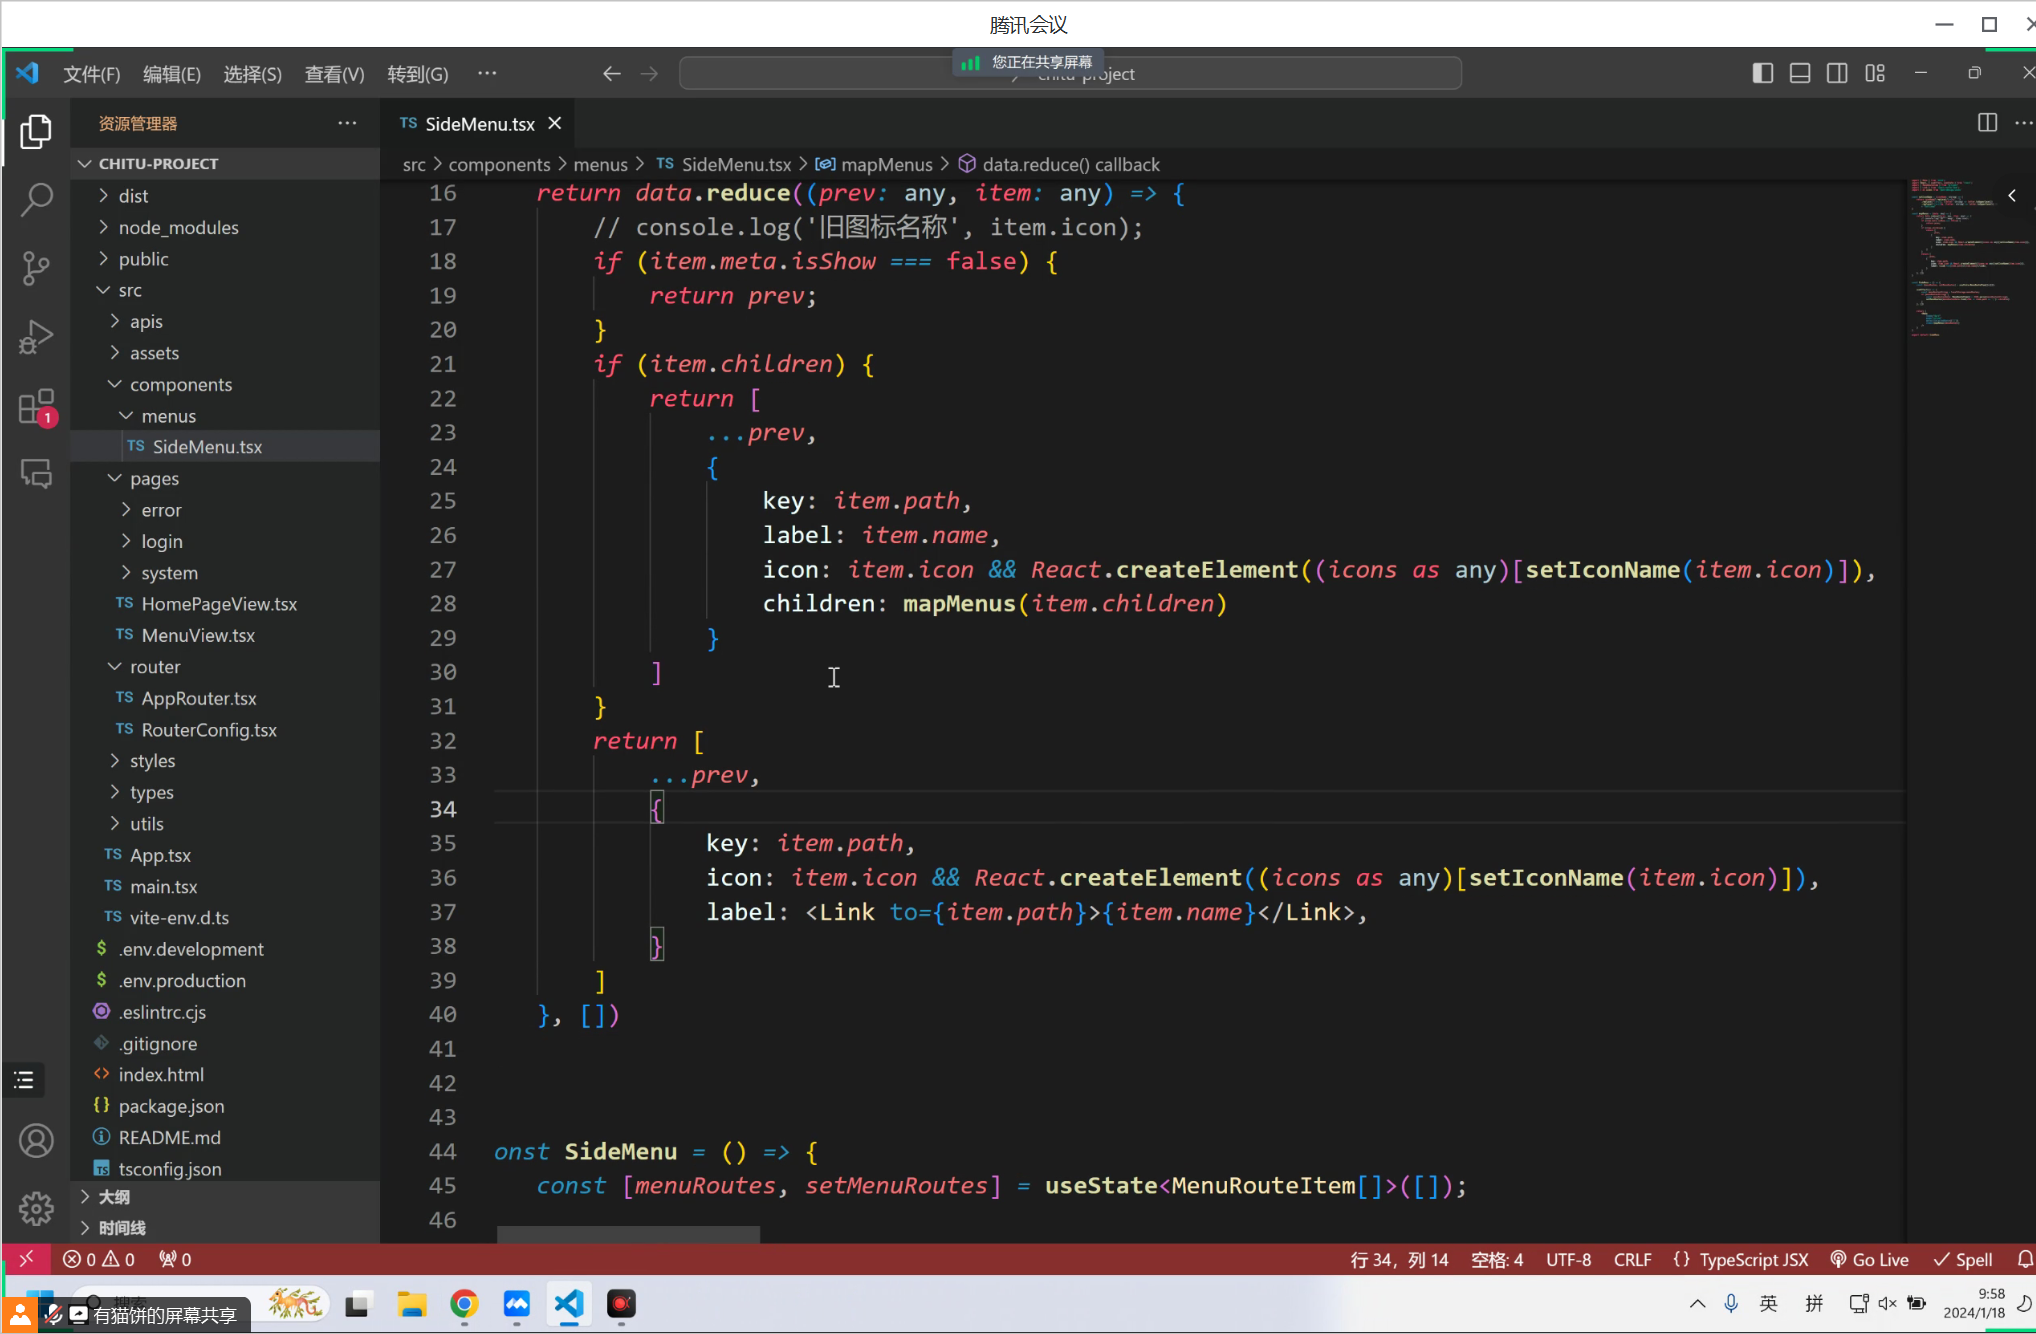 腾讯会议
文件(F) 编辑(E) 选择(S) 查看(V) 转到(G) ···
您正在共享屏幕
chitu-project
资源管理器
CHITU-PROJECT
dist
node_modules
public
src
apis
assets
components
menus
TS SideMenu.tsx
pages
error
login
system
TS HomePageView.tsx
TS MenuView.tsx
router
TS AppRouter.tsx
TS RouterConfig.tsx
styles
types
utils
TS App.tsx
TS main.tsx
TS vite-env.d.ts
$ .env.development
$ .env.production
.eslintrc.cjs
.gitignore
<> index.html
{} package.json
README.md
TS tsconfig.json
大纲
时间线
1
TS SideMenu.tsx
src > components > menus > TS SideMenu.tsx > mapMenus > data.reduce() callback
16 return data.reduce((prev: any, item: any) => {
17 // console.log('旧图标名称', item.icon);
18 if (item.meta.isShow === false) {
19 return prev;
20 }
21 if (item.children) {
22 return [
23 ...prev,
24 {
25 key: item.path,
26 label: item.name,
27 icon: item.icon && React.createElement((icons as any)[setIconName(item.icon)]),
28 children: mapMenus(item.children)
29 }
30 ]
31 }
32 return [
33 ...prev,
34 {
35 key: item.path,
36 icon: item.icon && React.createElement((icons as any)[setIconName(item.icon)]),
37 label: <Link to={item.path}>{item.name}</Link>,
38 }
39 ]
40 }, [])
41
42
43
44 onst SideMenu = () => {
45 const [menuRoutes, setMenuRoutes] = useState<MenuRouteItem[]>([]);
46
0 0 0
行 34，列 14 空格: 4 UTF-8 CRLF {} TypeScript JSX Go Live Spell
有猫饼的屏幕共享
英 拼
9:58
2024/1/18